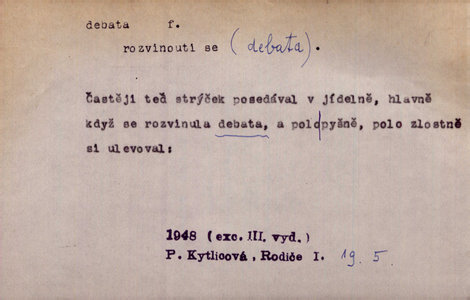 debata f.
rozvinouti se (debata).
Častěji teď strýček posedával v jídelně, hlavně
když se rozvinula debata, a polopyšně, polo zlostně
si ulevoval:
1948 (exc. III. vyd.)
P. Kytlicová, Rodiče I. 19. 5.